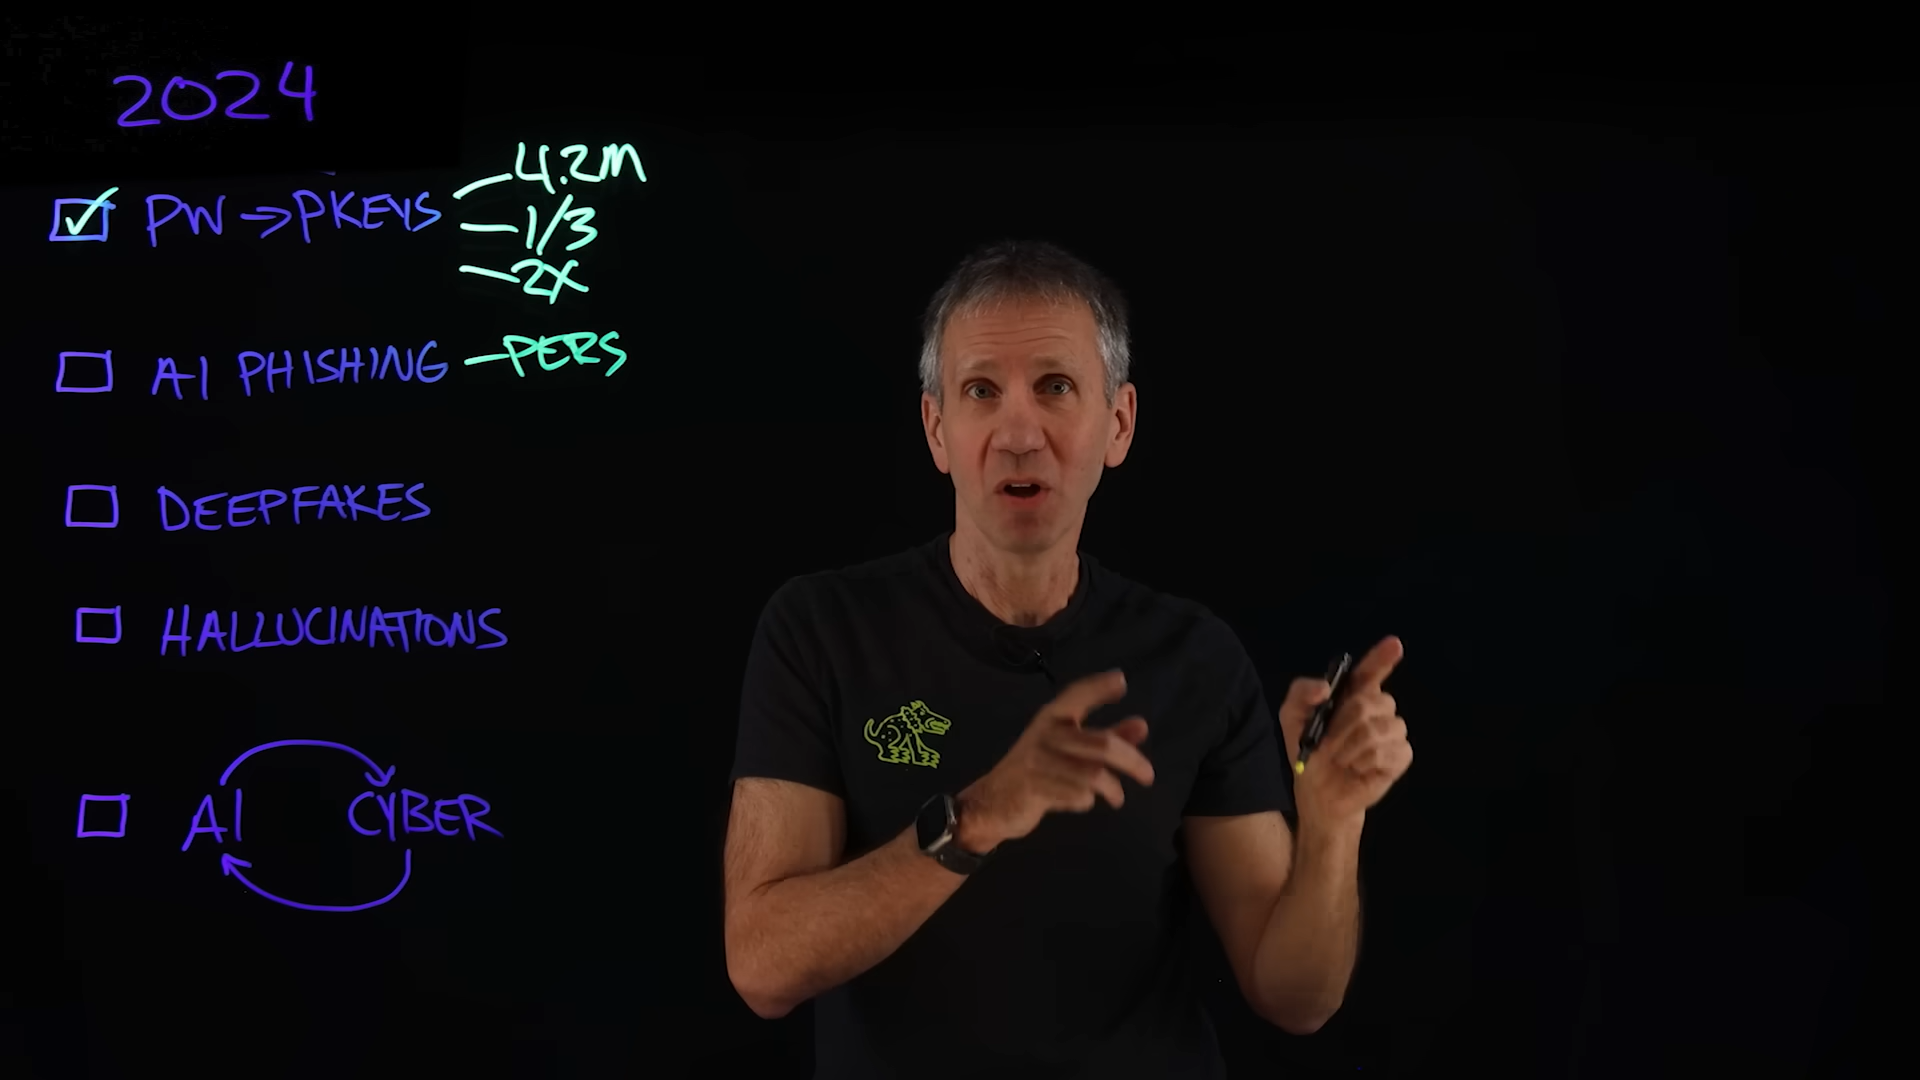 2024
PW → PKEYS
4.2M
1/3
2X
AI PHISHING
PERS
DEEPFAKES
HALLUCINATIONS
AI CYBER